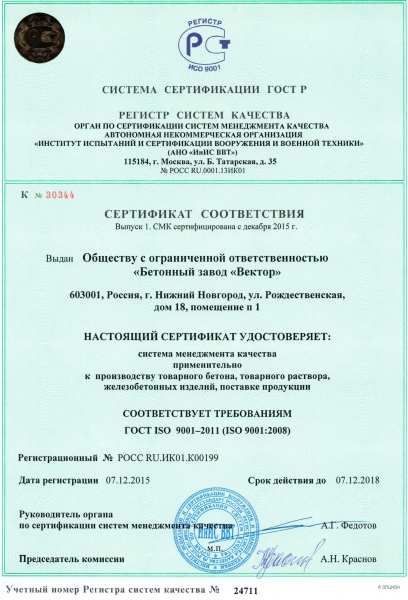 РЕГИСТР
РСТ
ИСО 9001
СИСТЕМА СЕРТИФИКАЦИИ ГОСТ Р
РЕГИСТР СИСТЕМ КАЧЕСТВА
ОРГАН ПО СЕРТИФИКАЦИИ СИСТЕМ МЕНЕДЖМЕНТА КАЧЕСТВА
АВТОНОМНАЯ НЕКОММЕРЧЕСКАЯ ОРГАНИЗАЦИЯ
«ИНСТИТУТ ИСПЫТАНИЙ И СЕРТИФИКАЦИИ ВООРУЖЕНИЯ И ВОЕННОЙ ТЕХНИКИ»
(АНО «ИнИС ВВТ»)
115184, г. Москва, ул. Б. Татарская, д. 35
№ РОСС RU.0001.13ИК01
К № 30344
СЕРТИФИКАТ СООТВЕТСТВИЯ
Выпуск 1. СМК сертифицирована с декабря 2015 г.
Выдан Обществу с ограниченной ответственностью
«Бетонный завод «Вектор»
603001, Россия, г. Нижний Новгород, ул. Рождественская,
дом 18, помещение п 1
НАСТОЯЩИЙ СЕРТИФИКАТ УДОСТОВЕРЯЕТ:
система менеджмента качества
применительно
к производству товарного бетона, товарного раствора,
железобетонных изделий, поставке продукции
СООТВЕТСТВУЕТ ТРЕБОВАНИЯМ
ГОСТ ISO 9001–2011 (ISO 9001:2008)
Регистрационный № РОСС RU.ИК01.К00199
Дата регистрации 07.12.2015 Срок действия до 07.12.2018
Руководитель органа
по сертификации систем менеджмента качества А.Г. Федотов
ИнИС ВВТ
М.П.
Председатель комиссии А.Н. Краснов
Учетный номер Регистра систем качества № 24711
© ОПЦИОН